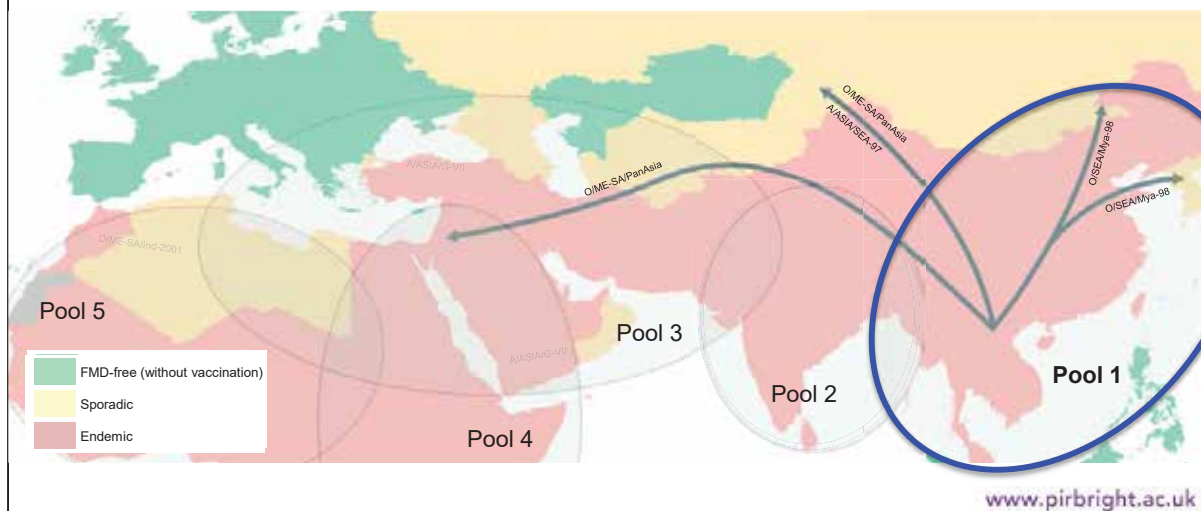 O/ME-SA/PanAsia
A/ASIA/SEA-97
O/SEA/Mya-98
O/SEA/Mya-98
A/ASIA/G-VII
O/ME-SA/PanAsia
O/ME-SA/Ind-2001
Pool 5
Pool 3
A/ASIA/G-VII
Pool 1
Pool 2
Pool 4
FMD-free (without vaccination)
Sporadic
Endemic
www.pirbright.ac.uk